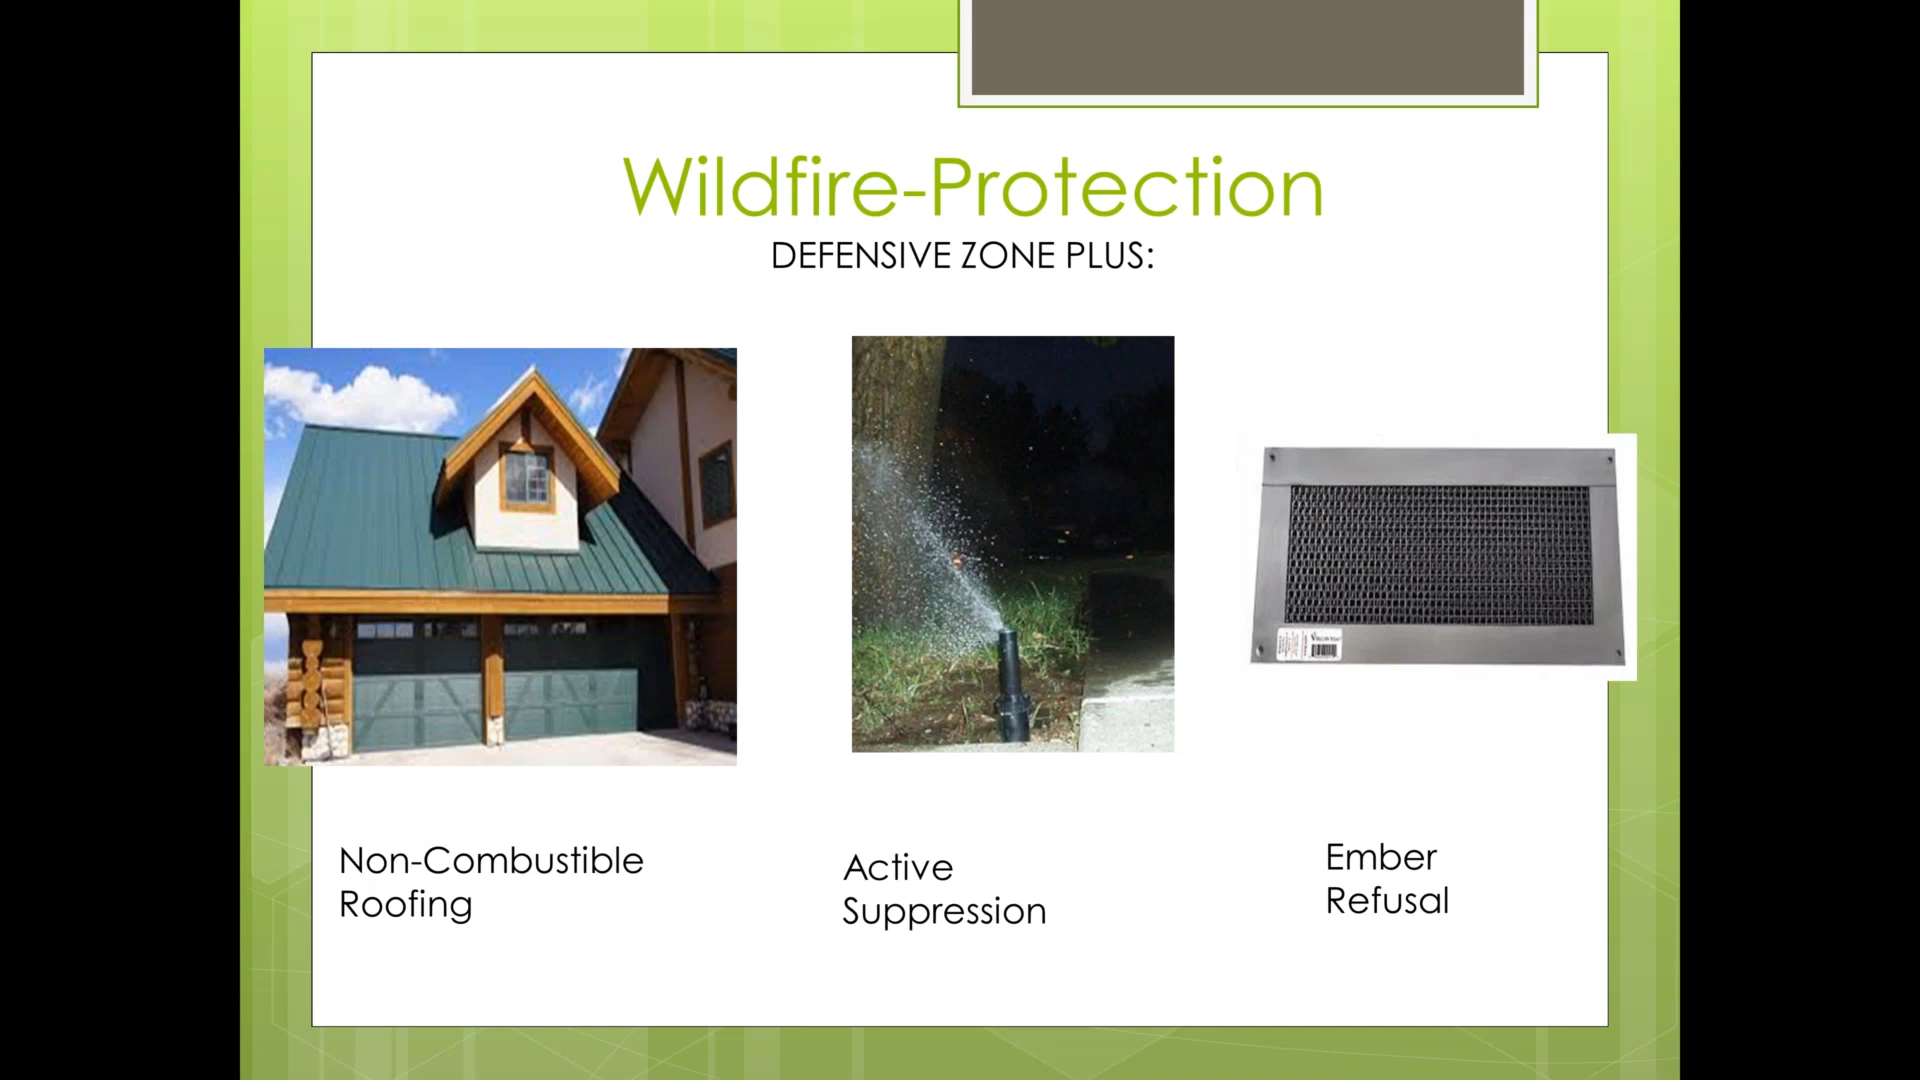 Wildfire-Protection
DEFENSIVE ZONE PLUS:
Non-Combustible
Roofing
Active
Suppression
Ember
Refusal